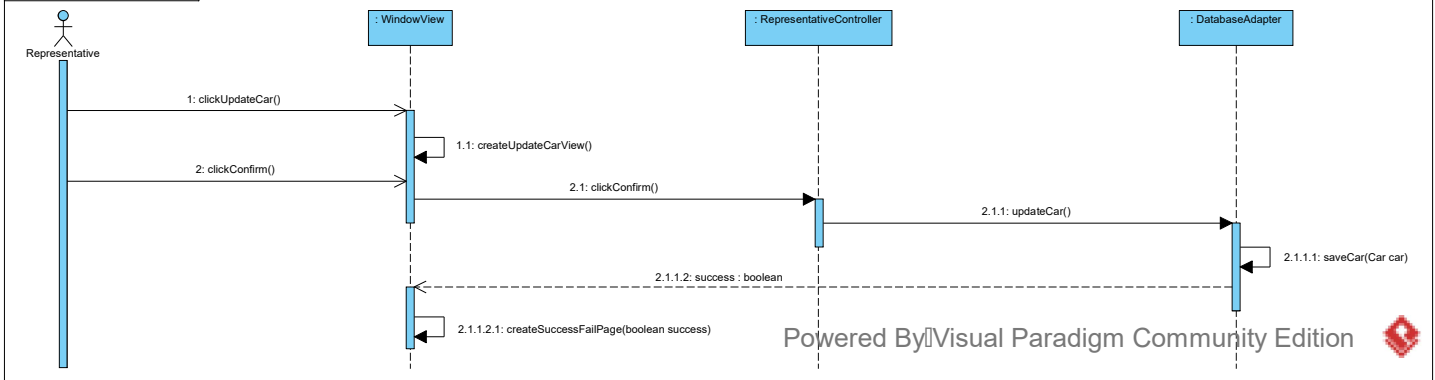 : WindowView
: RepresentativeController
: DatabaseAdapter
Representative
1: clickUpdateCar()
1.1: createUpdateCarView()
2: clickConfirm()
2.1: clickConfirm()
2.1.1: updateCar()
2.1.1.1: saveCar(Car car)
2.1.1.2: success : boolean
2.1.1.2.1: createSuccessFailPage(boolean success)
Powered By Visual Paradigm Community Edition